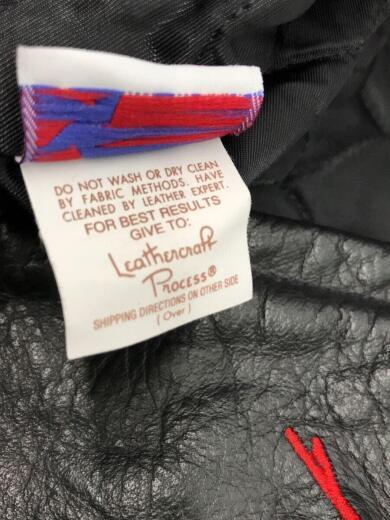 DO NOT WASH OR DRY CLEAN
BY FABRIC METHODS. HAVE
CLEANED BY LEATHER EXPERT.
FOR BEST RESULTS
GIVE TO:
Leathercraft
Process®
SHIPPING DIRECTIONS ON OTHER SIDE
(Over)